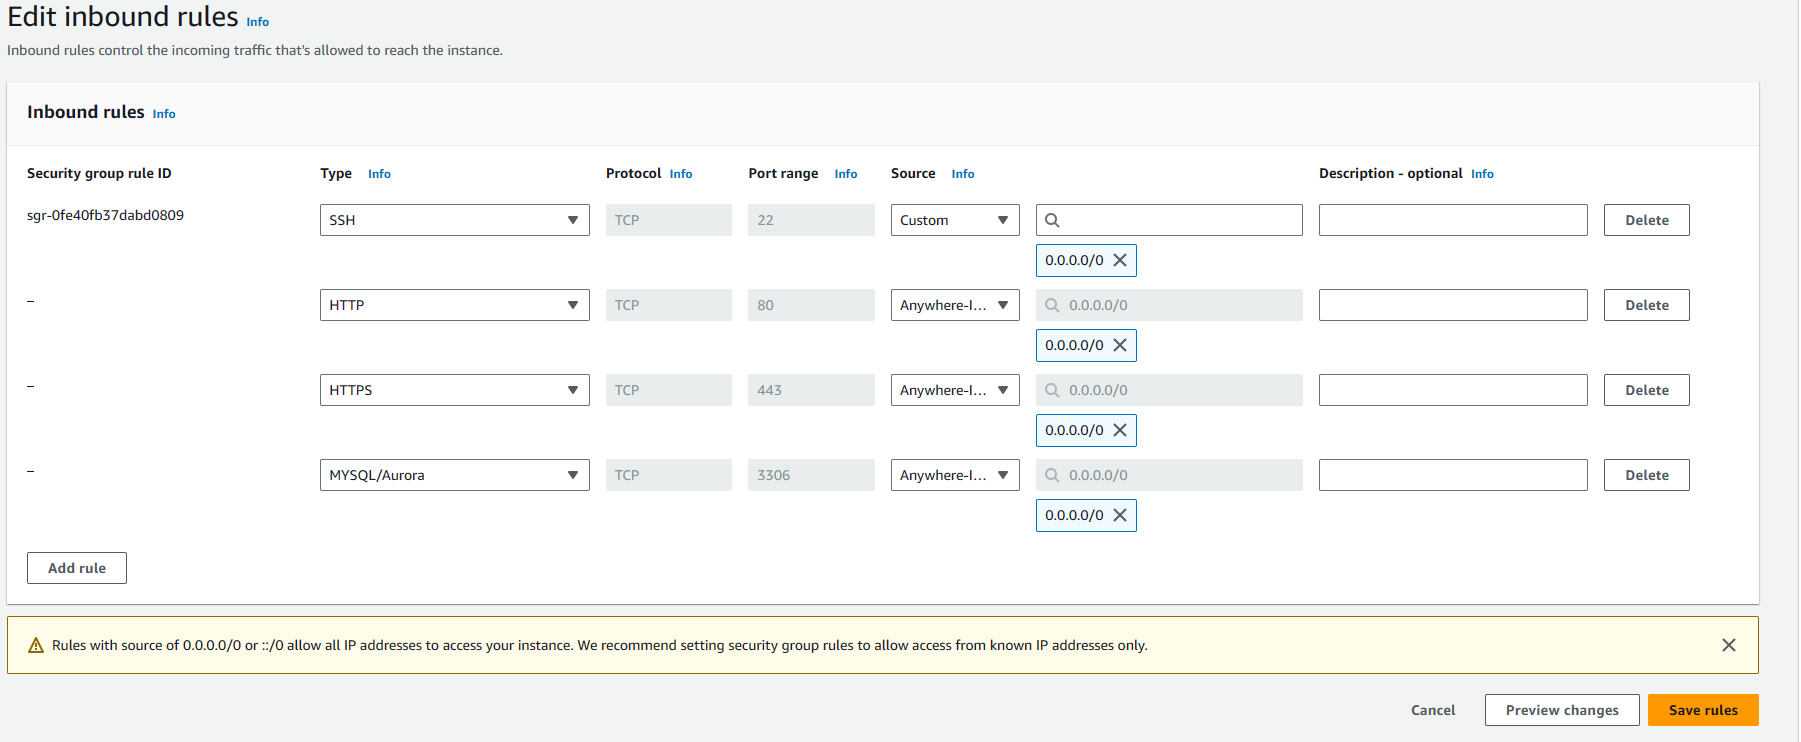 Edit inbound rules Info
Inbound rules control the incoming traffic that's allowed to reach the instance.
Inbound rules Info
Security group rule ID Type Info Protocol Info Port range Info Source Info Description - optional Info
sgr-0fe40fb37dabd0809 SSH TCP 22 Custom Delete
0.0.0.0/0
– HTTP TCP 80 Anywhere-I... 0.0.0.0/0 Delete
0.0.0.0/0
– HTTPS TCP 443 Anywhere-I... 0.0.0.0/0 Delete
0.0.0.0/0
– MYSQL/Aurora TCP 3306 Anywhere-I... 0.0.0.0/0 Delete
0.0.0.0/0
Add rule
Rules with source of 0.0.0.0/0 or ::/0 allow all IP addresses to access your instance. We recommend setting security group rules to allow access from known IP addresses only.
Cancel Preview changes Save rules